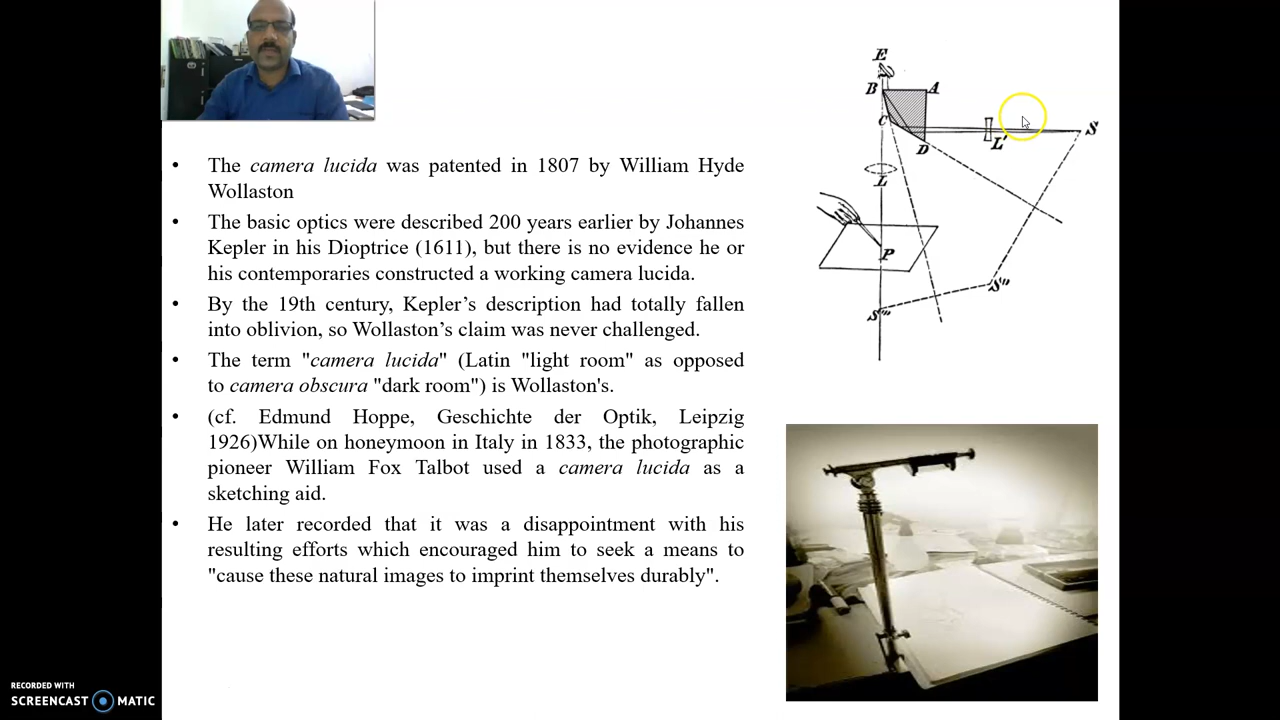 The camera lucida was patented in 1807 by William Hyde
Wollaston
The basic optics were described 200 years earlier by Johannes
Kepler in his Dioptrice (1611), but there is no evidence he or
his contemporaries constructed a working camera lucida.
By the 19th century, Kepler’s description had totally fallen
into oblivion, so Wollaston’s claim was never challenged.
The term "camera lucida" (Latin "light room" as opposed
to camera obscura "dark room") is Wollaston's.
(cf. Edmund Hoppe, Geschichte der Optik, Leipzig
1926)While on honeymoon in Italy in 1833, the photographic
pioneer William Fox Talbot used a camera lucida as a
sketching aid.
He later recorded that it was a disappointment with his
resulting efforts which encouraged him to seek a means to
"cause these natural images to imprint themselves durably".
E
B A
C
S
L'
D
L
P
S"
S'"
RECORDED WITH
SCREENCAST MATIC